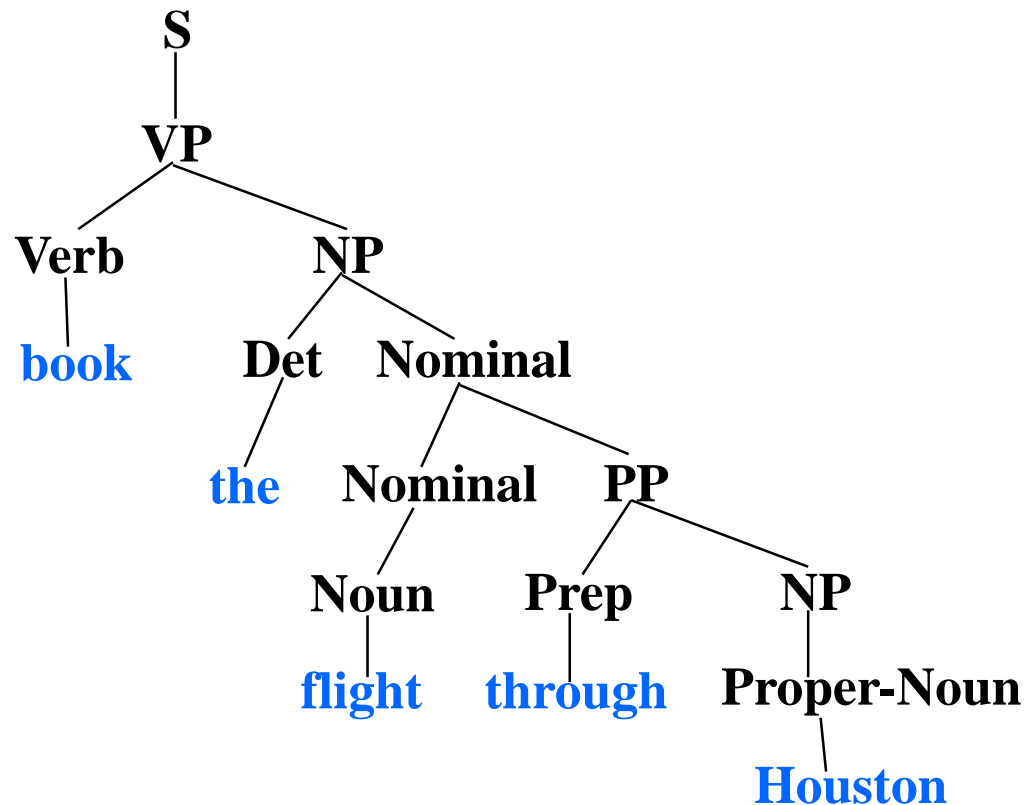 S
VP
Verb NP
book Det Nominal
the Nominal PP
Noun Prep NP
flight through Proper-Noun
Houston